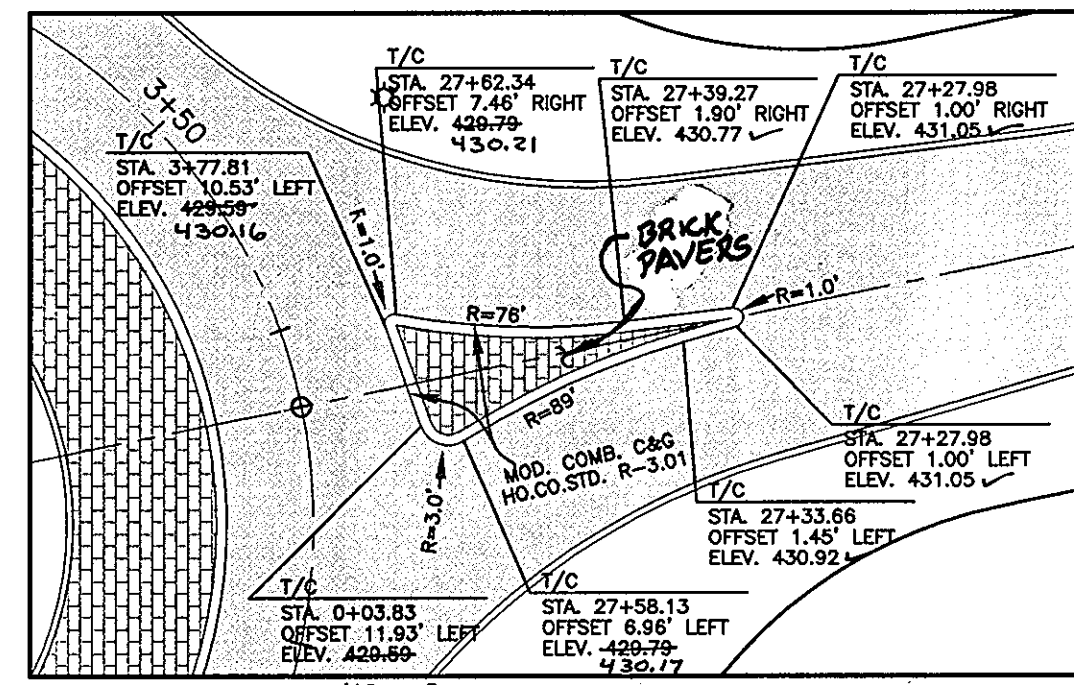 T/C
STA. 27+62.34
OFFSET 7.46' RIGHT
ELEV. 429.79
430.21
T/C
STA. 27+39.27
OFFSET 1.90' RIGHT
ELEV. 430.77 ✓
T/C
STA. 27+27.98
OFFSET 1.00' RIGHT
ELEV. 431.05 ✓
3+50
T/C
STA. 3+77.81
OFFSET 10.53' LEFT
ELEV. 429.59
430.16
R=1.0'
BRICK
PAVERS
R=76'
R=1.0'
R=89'
MOD. COMB. C&G
HO.CO.STD. R-3.01
R=3.0'
T/C
STA. 27+27.98
OFFSET 1.00' LEFT
ELEV. 431.05 ✓
T/C
STA. 27+33.66
OFFSET 1.45' LEFT
ELEV. 430.92 ✓
T/C
STA. 0+03.83
OFFSET 11.93' LEFT
ELEV. 429.59
T/C
STA. 27+58.13
OFFSET 6.96' LEFT
ELEV. 429.79
430.17